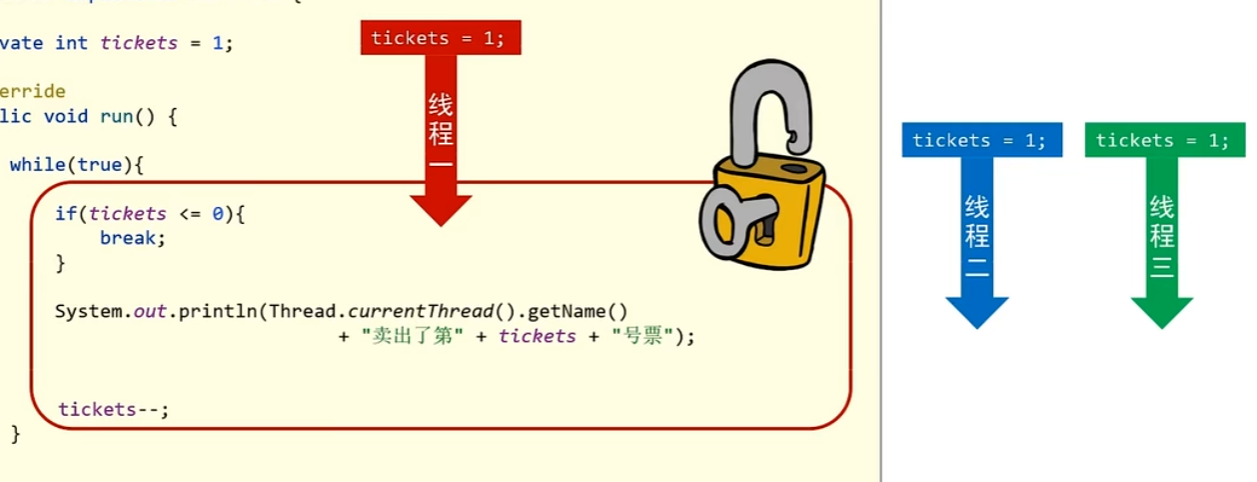 vate int tickets = 1;
erride
lic void run() {
while(true){
if(tickets <= 0){
break;
}
System.out.println(Thread.currentThread().getName()
+ "卖出了第" + tickets + "号票");
tickets--;
}
tickets = 1;
线程一
tickets = 1;
线程二
tickets = 1;
线程三